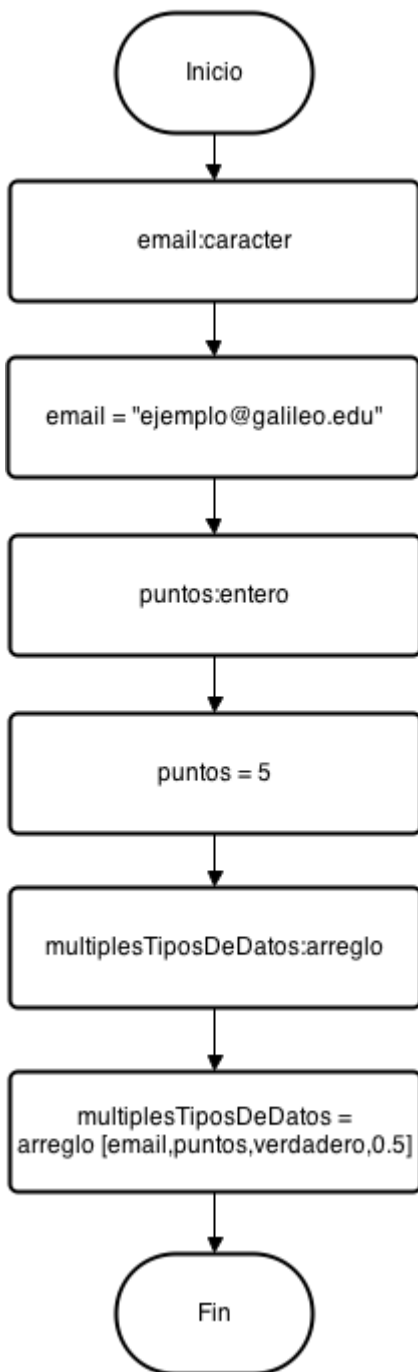 Inicio
email:caracter
email = "ejemplo@galileo.edu"
puntos:entero
puntos = 5
multiplesTiposDeDatos:arreglo
multiplesTiposDeDatos =
arreglo [email,puntos,verdadero,0.5]
Fin